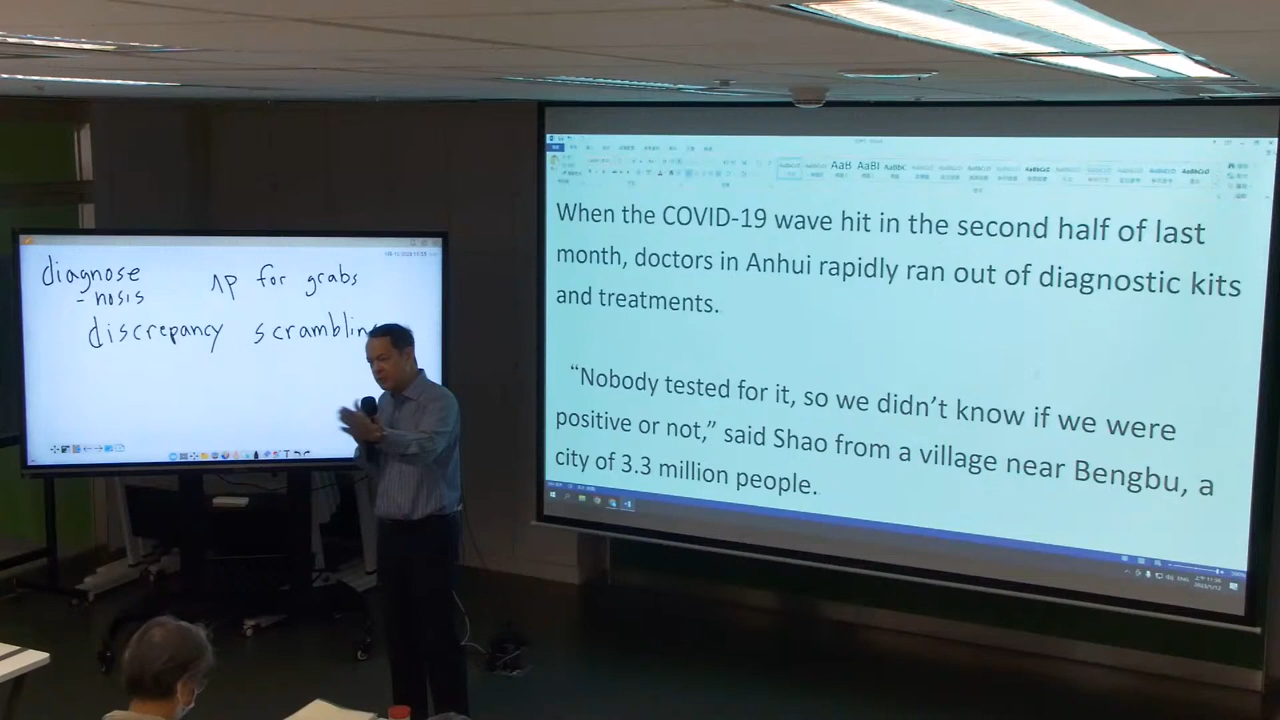 diagnose
up for grabs
- nosis
discrepancy scrambling
When the COVID-19 wave hit in the second half of last
month, doctors in Anhui rapidly ran out of diagnostic kits
and treatments.
“Nobody tested for it, so we didn’t know if we were
positive or not,” said Shao from a village near Bengbu, a
city of 3.3 million people.